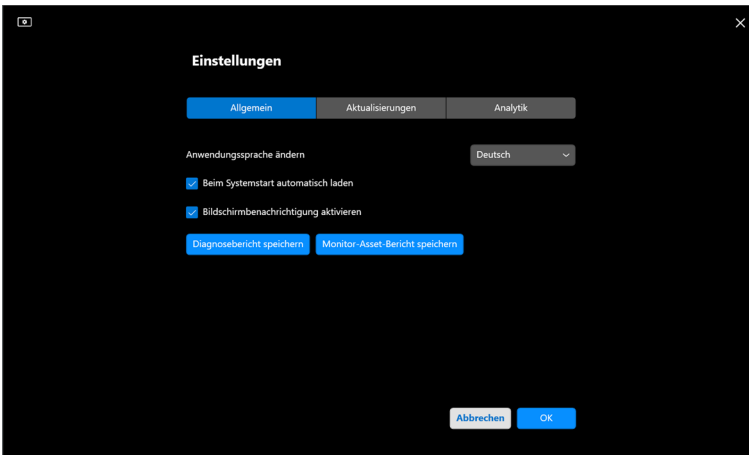 Einstellungen
Allgemein Aktualisierungen Analytik
Anwendungssprache ändern Deutsch
Beim Systemstart automatisch laden
Bildschirmbenachrichtigung aktivieren
Diagnosebericht speichern Monitor-Asset-Bericht speichern
Abbrechen OK